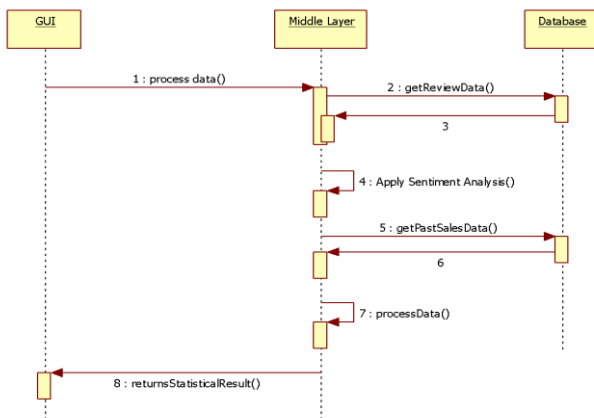 GUI
Middle Layer
Database
1 : process data()
2 : getReviewData()
3
4 : Apply Sentiment Analysis()
5 : getPastSalesData()
6
7 : processData()
8 : returnsStatisticalResult()